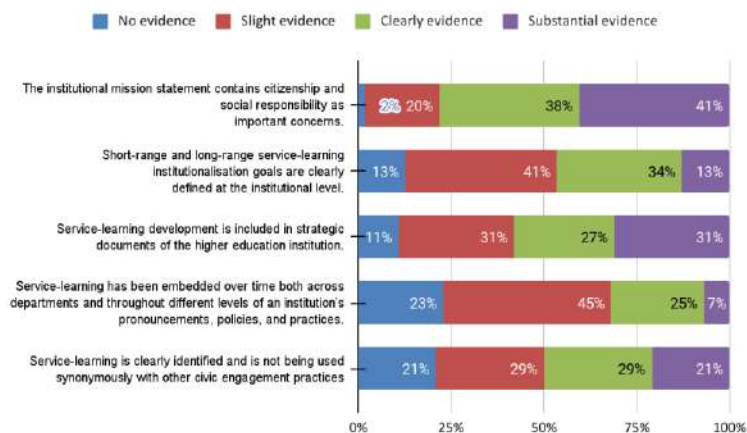 No evidence Slight evidence Clearly evidence Substantial evidence
The institutional mission statement contains citizenship and
social responsibility as
important concerns.
2% 20% 38% 41%
Short-range and long-range service-learning
institutionalisation goals are clearly
defined at the institutional level.
13% 41% 34% 13%
Service-learning development is included in strategic
documents of the higher education institution.
11% 31% 27% 31%
Service-learning has been embedded over time both across
departments and throughout different levels of an institution's
pronouncements, policies, and practices.
23% 45% 25% 7%
Service-learning is clearly identified and is not being used
synonymously with other civic engagement practices
21% 29% 29% 21%
0% 25% 50% 75% 100%